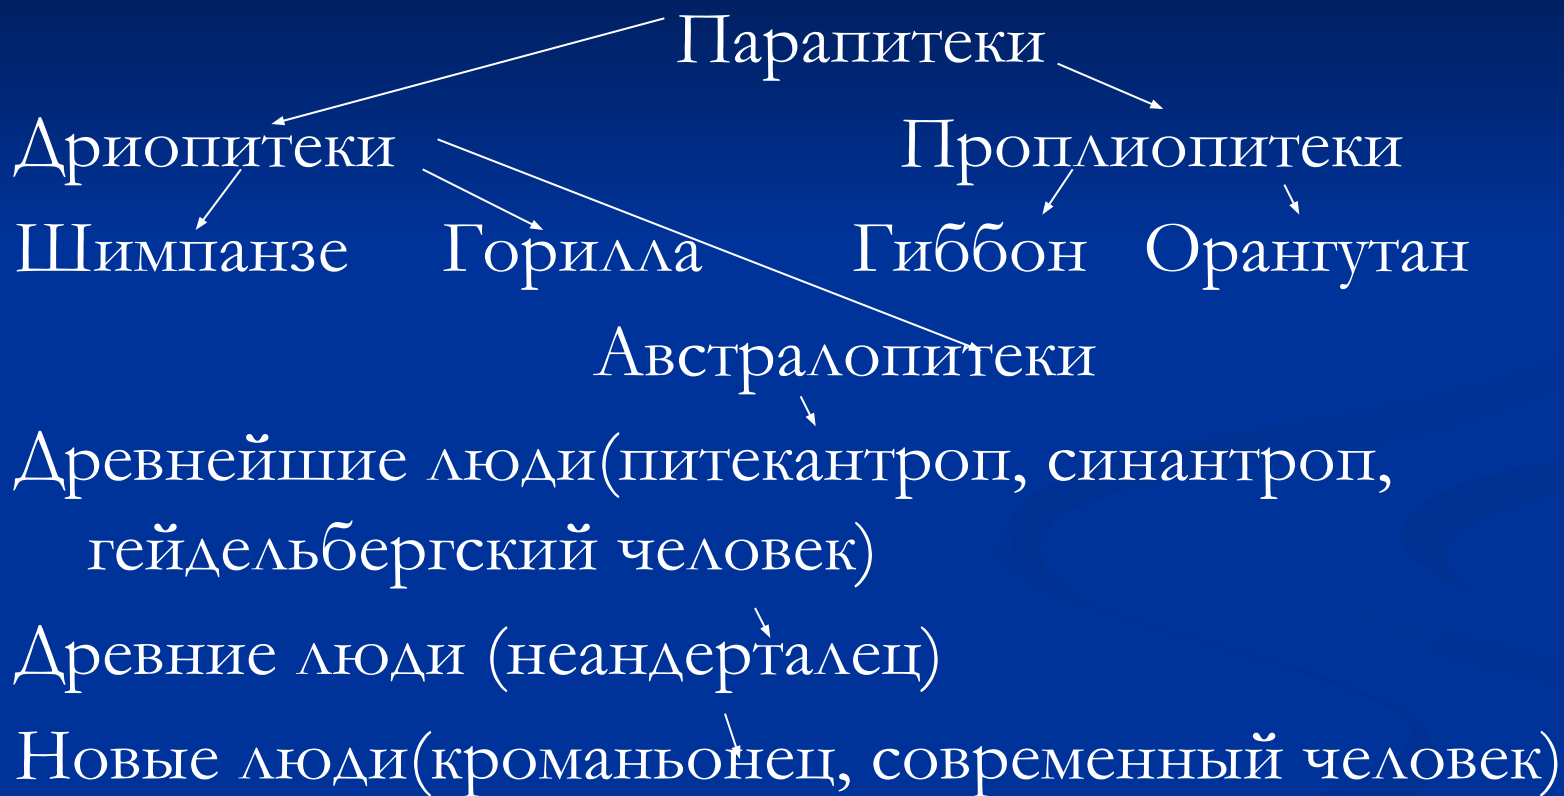 Парапитеки
Дриопитеки Проплиопитеки
Шимпанзе Горилла Гиббон Орангутан
Австралопитеки
Древнейшие люди(питекантроп, синантроп,
гейдельбергский человек)
Древние люди (неандерталец)
Новые люди(кроманьонец, современный человек)